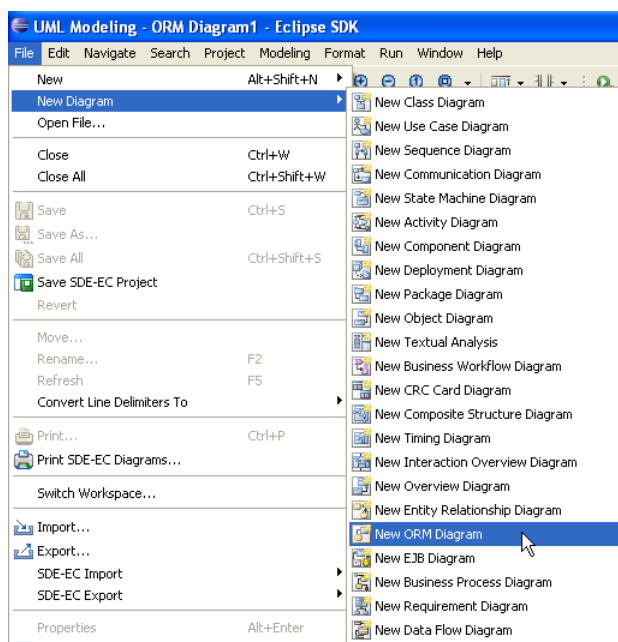 UML Modeling - ORM Diagram1 - Eclipse SDK
File Edit Navigate Search Project Modeling Format Run Window Help
New Alt+Shift+N
New Diagram
Open File...
Close Ctrl+W
Close All Ctrl+Shift+W
Save Ctrl+S
Save As...
Save All Ctrl+Shift+S
Save SDE-EC Project
Revert
Move...
Rename... F2
Refresh F5
Convert Line Delimiters To
Print... Ctrl+P
Print SDE-EC Diagrams...
Switch Workspace...
Import...
Export...
SDE-EC Import
SDE-EC Export
Properties Alt+Enter
New Class Diagram
New Use Case Diagram
New Sequence Diagram
New Communication Diagram
New State Machine Diagram
New Activity Diagram
New Component Diagram
New Deployment Diagram
New Package Diagram
New Object Diagram
New Textual Analysis
New Business Workflow Diagram
New CRC Card Diagram
New Composite Structure Diagram
New Timing Diagram
New Interaction Overview Diagram
New Overview Diagram
New Entity Relationship Diagram
New ORM Diagram
New EJB Diagram
New Business Process Diagram
New Requirement Diagram
New Data Flow Diagram